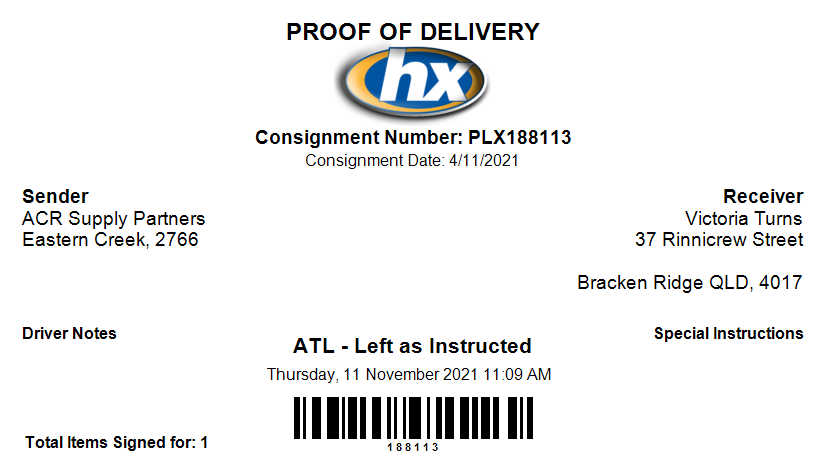 PROOF OF DELIVERY
hx
Consignment Number: PLX188113
Consignment Date: 4/11/2021
Sender
ACR Supply Partners
Eastern Creek, 2766
Receiver
Victoria Turns
37 Rinnicrew Street
Bracken Ridge QLD, 4017
Driver Notes
ATL - Left as Instructed
Thursday, 11 November 2021 11:09 AM
Special Instructions
188113
Total Items Signed for: 1